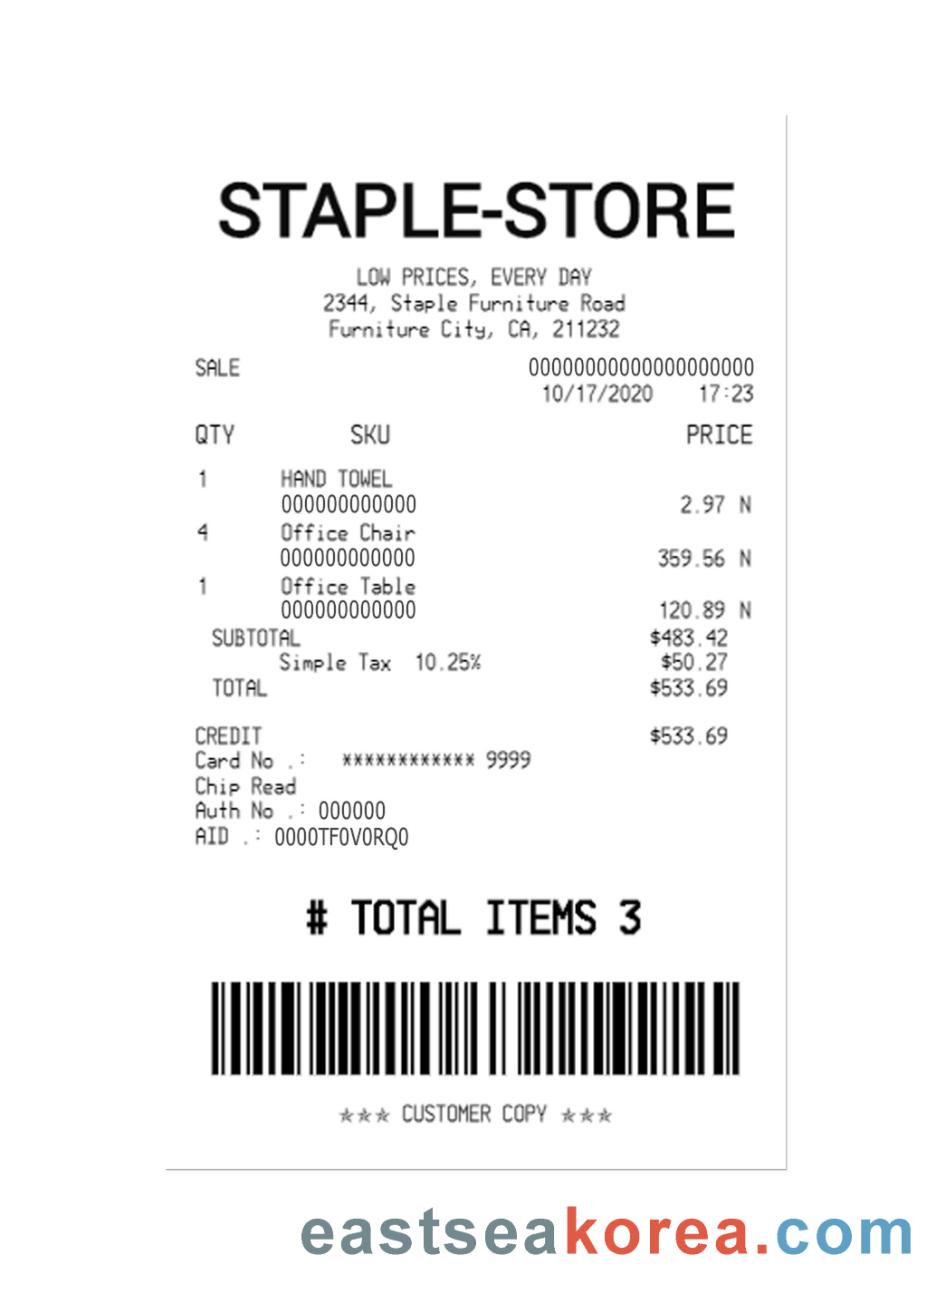 STAPLE-STORE
LOW PRICES, EVERY DAY
2344, Staple Furniture Road
Furniture City, CA, 211232
SALE 00000000000000000000
10/17/2020 17:23
QTY SKU PRICE
1 HAND TOWEL
000000000000 2.97 N
4 Office Chair
000000000000 359.56 N
1 Office Table
000000000000 120.89 N
SUBTOTAL $483.42
Simple Tax 10.25% $50.27
TOTAL $533.69
CREDIT $533.69
Card No .: ************ 9999
Chip Read
Auth No .: 000000
AID .: 0000TF0V0RQ0
# TOTAL ITEMS 3
*** CUSTOMER COPY ***
eastseakorea.com